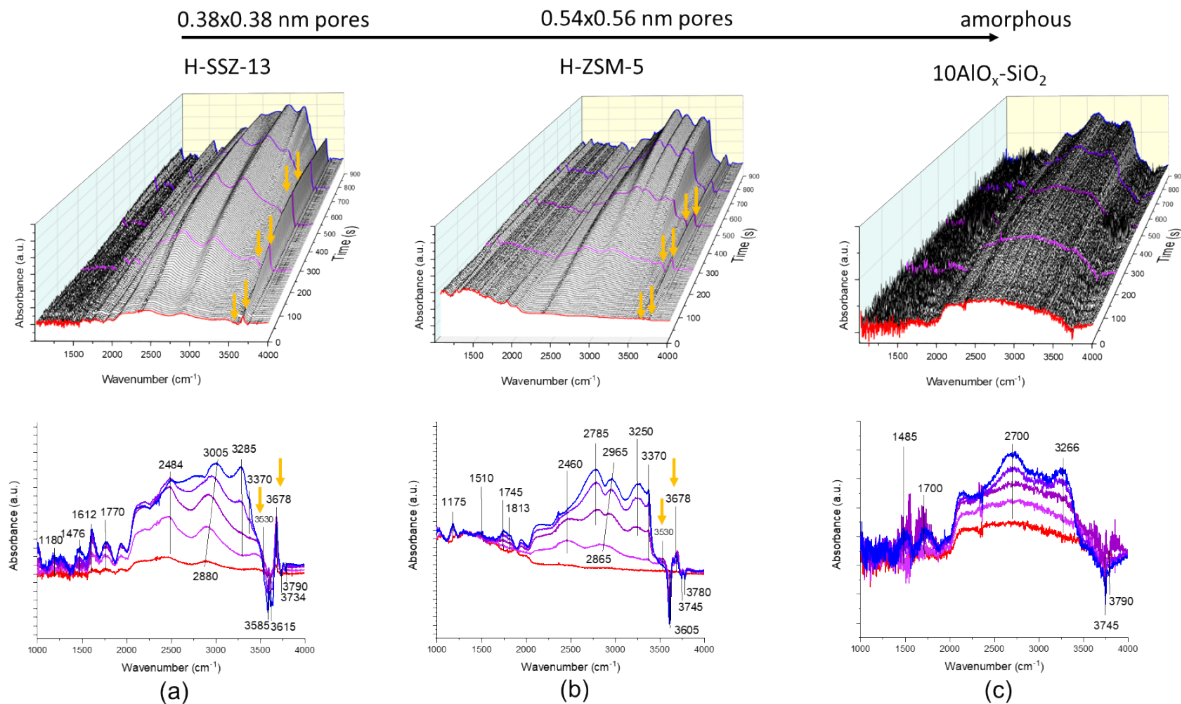 0.38x0.38 nm pores 0.54x0.56 nm pores amorphous
H-SSZ-13 H-ZSM-5 10AlOₓ-SiO₂
Absorbance (a.u.)
1000 1500 2000 2500 3000 3500 4000
Wavenumber (cm⁻¹)
0 100 200 300 400 500 600 700 800 900
Time (s)
Absorbance (a.u.)
1000 1500 2000 2500 3000 3500 4000
Wavenumber (cm⁻¹)
0 100 200 300 400 500 600 700 800 900
Time (s)
Absorbance (a.u.)
1000 1500 2000 2500 3000 3500 4000
Wavenumber (cm⁻¹)
0 100 200 300 400 500 600 700 800 900
Time (s)
Absorbance (a.u.)
1180
1476
1612
1770
2484
2880
3005
3285
3370
3530
3678
3790
3734
3585 3615
1000 1500 2000 2500 3000 3500 4000
Wavenumber (cm⁻¹)
(a)
Absorbance (a.u.)
1175
1510
1745
1813
2460
2785
2865
2965
3250
3370
3530
3678
3780
3745
3605
1000 1500 2000 2500 3000 3500 4000
Wavenumber (cm⁻¹)
(b)
Absorbance (a.u.)
1485
1700
2700
3266
3790
3745
1000 1500 2000 2500 3000 3500 4000
Wavenumber (cm⁻¹)
(c)